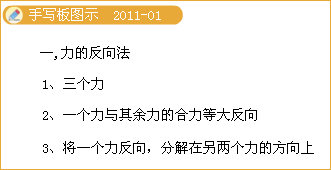 手写板图示 2011-01
一,力的反向法
1、三个力
2、一个力与其余力的合力等大反向
3、将一个力反向，分解在另两个力的方向上